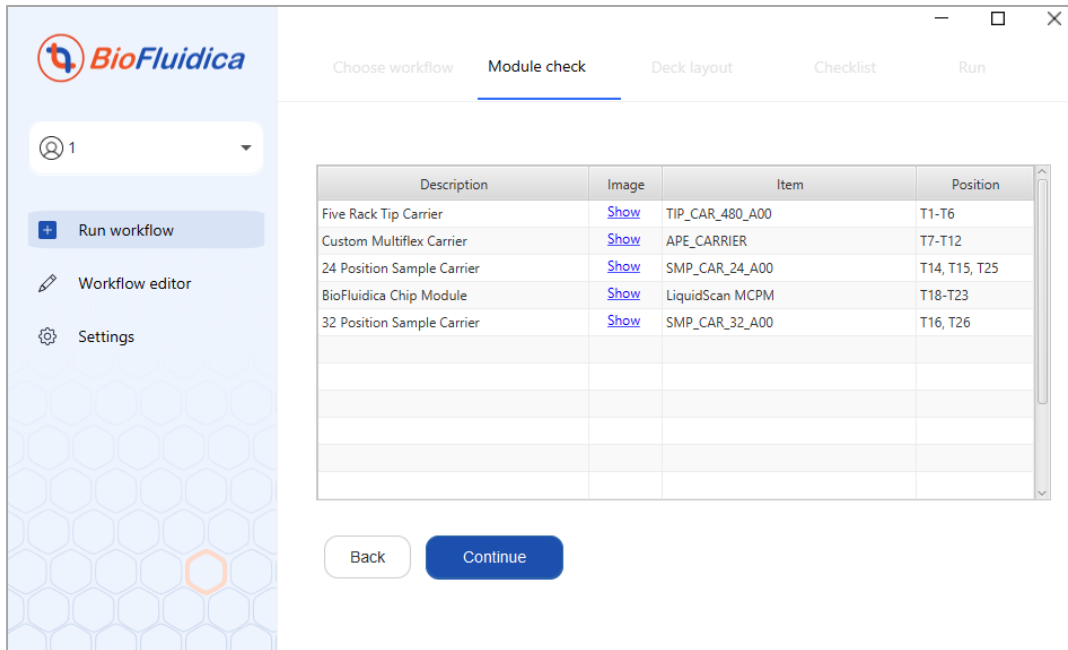 BioFluidica
Choose workflow Module check Deck layout Checklist Run
1
Run workflow
Workflow editor
Settings
Description Image Item Position
Five Rack Tip Carrier Show TIP_CAR_480_A00 T1-T6
Custom Multiflex Carrier Show APE_CARRIER T7-T12
24 Position Sample Carrier Show SMP_CAR_24_A00 T14, T15, T25
BioFluidica Chip Module Show LiquidScan MCPM T18-T23
32 Position Sample Carrier Show SMP_CAR_32_A00 T16, T26
Back Continue